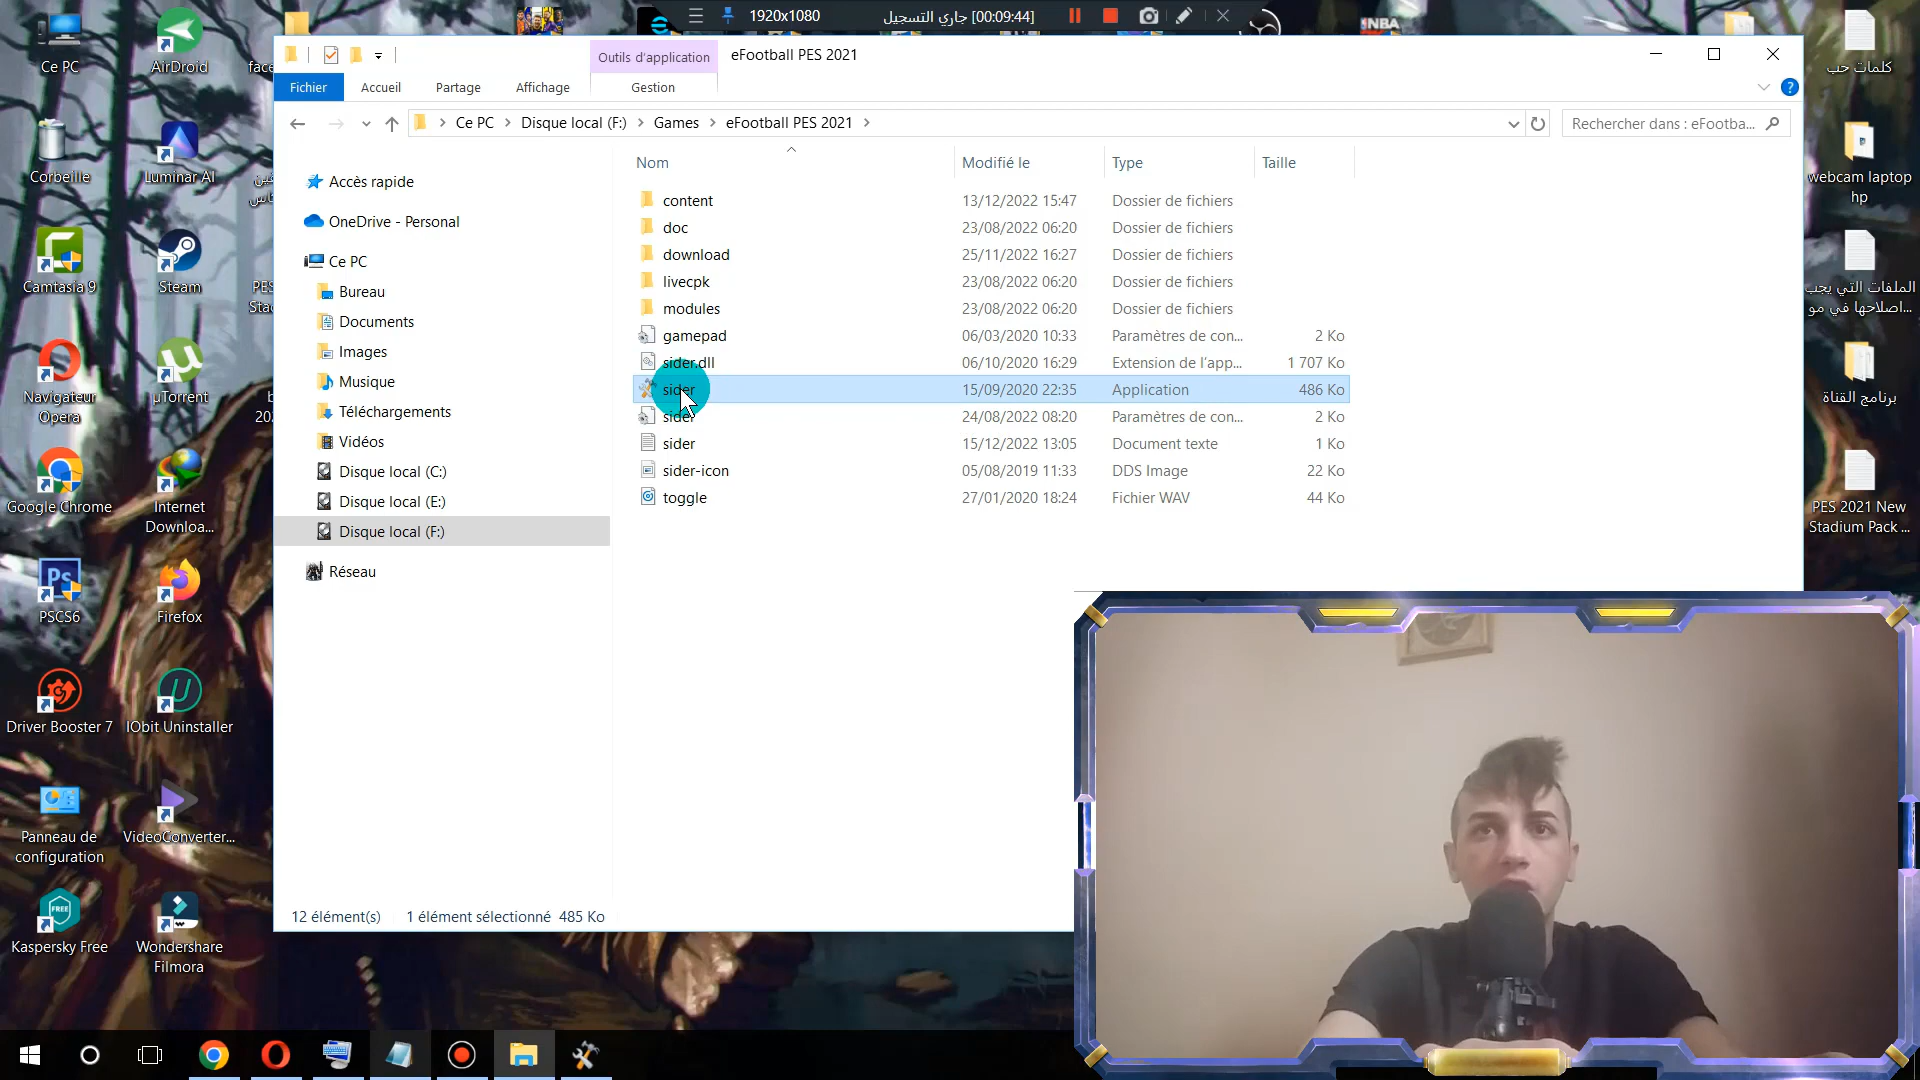 1920x1080
جاري التسجيل [00:09:44]
Outils d'application
eFootball PES 2021
Fichier
Accueil
Partage
Affichage
Gestion
Ce PC
Disque local (F:)
Games
eFootball PES 2021
Rechercher dans : eFootba...
Accès rapide
OneDrive - Personal
Ce PC
Bureau
Documents
Images
Musique
Téléchargements
Vidéos
Disque local (C:)
Disque local (E:)
Disque local (F:)
Réseau
Nom Modifié le Type Taille
content 13/12/2022 15:47 Dossier de fichiers
doc 23/08/2022 06:20 Dossier de fichiers
download 25/11/2022 16:27 Dossier de fichiers
livecpk 23/08/2022 06:20 Dossier de fichiers
modules 23/08/2022 06:20 Dossier de fichiers
gamepad 06/03/2020 10:33 Paramètres de con... 2 Ko
sider.dll 06/10/2020 16:29 Extension de l'app... 1 707 Ko
sider 15/09/2020 22:35 Application 486 Ko
sider 24/08/2022 08:20 Paramètres de con... 2 Ko
sider 15/12/2022 13:05 Document texte 1 Ko
sider-icon 05/08/2019 11:33 DDS Image 22 Ko
toggle 27/01/2020 18:24 Fichier WAV 44 Ko
12 élément(s) 1 élément sélectionné 485 Ko
Ce PC
AirDroid
Corbeille
Luminar AI
Camtasia 9
Steam
Navigateur Opera
µTorrent
Google Chrome
Internet Downloa...
PSCS6
Ps
Firefox
Driver Booster 7
IObit Uninstaller
Panneau de configuration
VideoConverter...
FREE
Kaspersky Free
Wondershare Filmora
NBA
كلمات حب
webcam laptop hp
الملفات التي يجب اصلاحها في مو...
برنامج القناة
PES 2021 New Stadium Pack ...